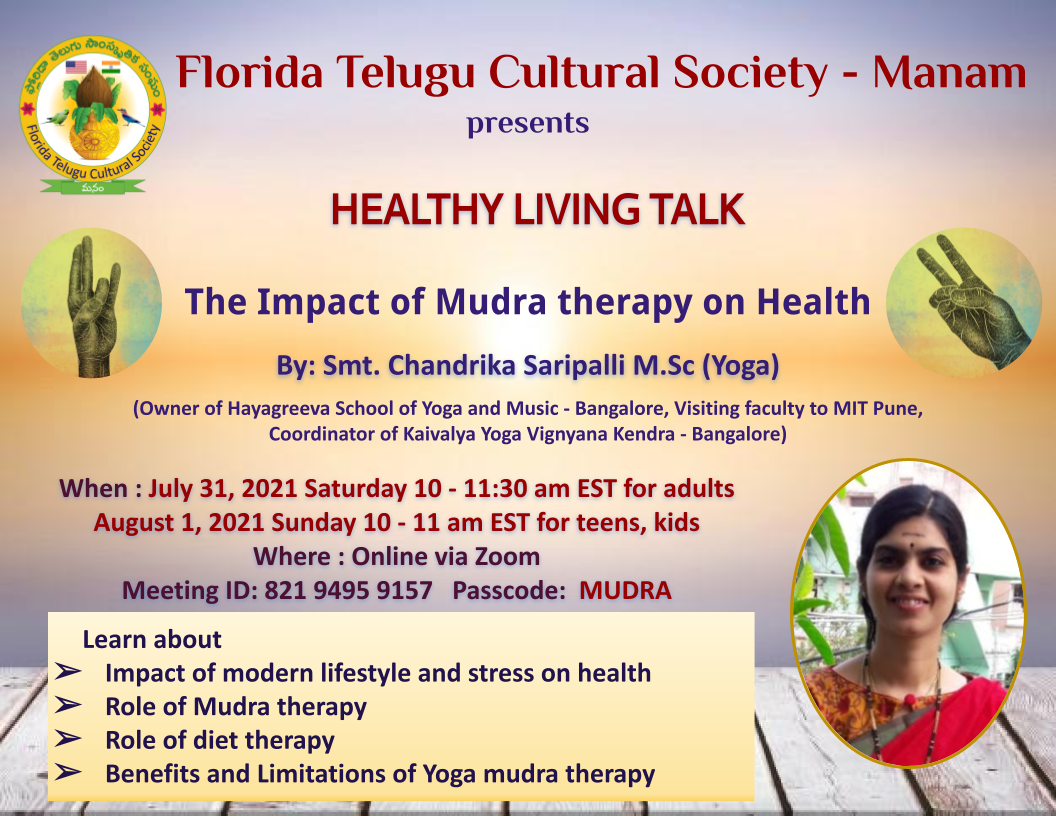 ఫ్లోరిడా తెలుగు సాంస్కృతిక సంఘం
Florida Telugu Cultural Society
మనం
Florida Telugu Cultural Society - Manam
presents
HEALTHY LIVING TALK
The Impact of Mudra therapy on Health
By: Smt. Chandrika Saripalli M.Sc (Yoga)
(Owner of Hayagreeva School of Yoga and Music - Bangalore, Visiting faculty to MIT Pune,
Coordinator of Kaivalya Yoga Vignyana Kendra - Bangalore)
When : July 31, 2021 Saturday 10 - 11:30 am EST for adults
August 1, 2021 Sunday 10 - 11 am EST for teens, kids
Where : Online via Zoom
Meeting ID: 821 9495 9157 Passcode: MUDRA
Learn about
➢ Impact of modern lifestyle and stress on health
➢ Role of Mudra therapy
➢ Role of diet therapy
➢ Benefits and Limitations of Yoga mudra therapy